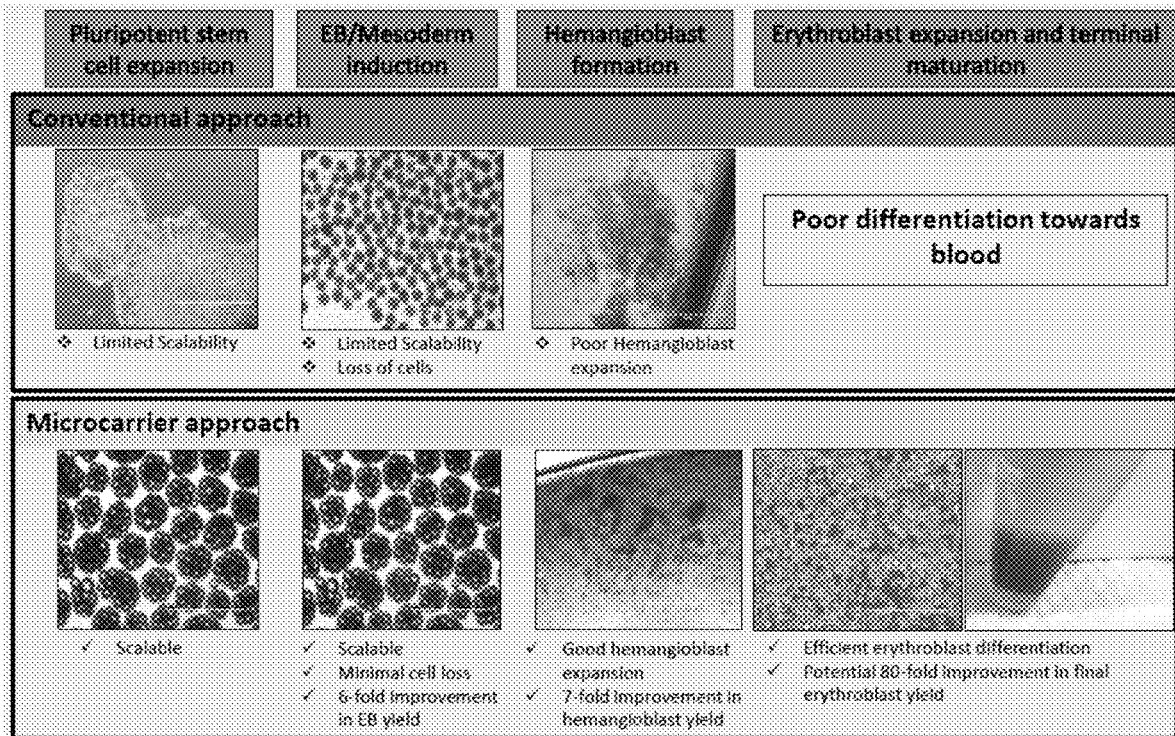 Pluripotent stem
cell expansion
EB/Mesoderm
induction
Hemangioblast
formation
Erythroblast expansion and terminal
maturation
Conventional approach
❖ Limited Scalability
❖ Limited Scalability
❖ Loss of cells
❖ Poor Hemangloblast
expansion
Poor differentiation towards
blood
Microcarrier approach
✓ Scalable
✓ Scalable
✓ Minimal cell loss
✓ 6-fold improvement
in EB yield
✓ Good hemangioblast
expansion
✓ 7-fold improvement in
hemangioblast yield
✓ Efficient erythroblast differentiation
✓ Potential 80-fold improvement in final
erythroblast yield